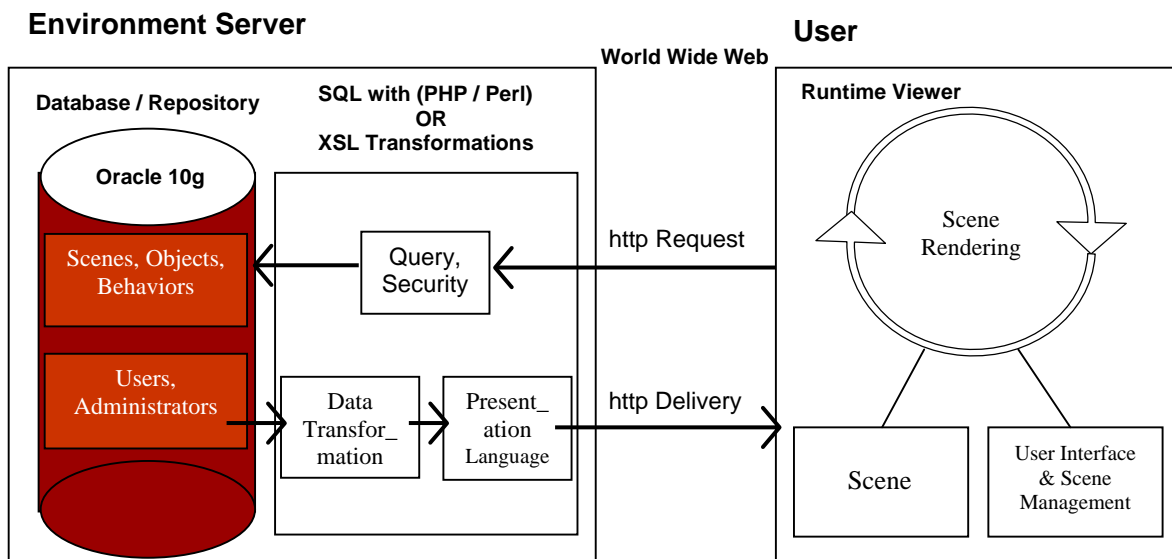 Environment Server
User
World Wide Web
Database / Repository
SQL with (PHP / Perl)
OR
XSL Transformations
Runtime Viewer
Oracle 10g
Scenes, Objects,
Behaviors
Query,
Security
http Request
Scene
Rendering
Users,
Administrators
Data
Transfor_
mation
Present_
ation
Language
http Delivery
Scene
User Interface
& Scene
Management